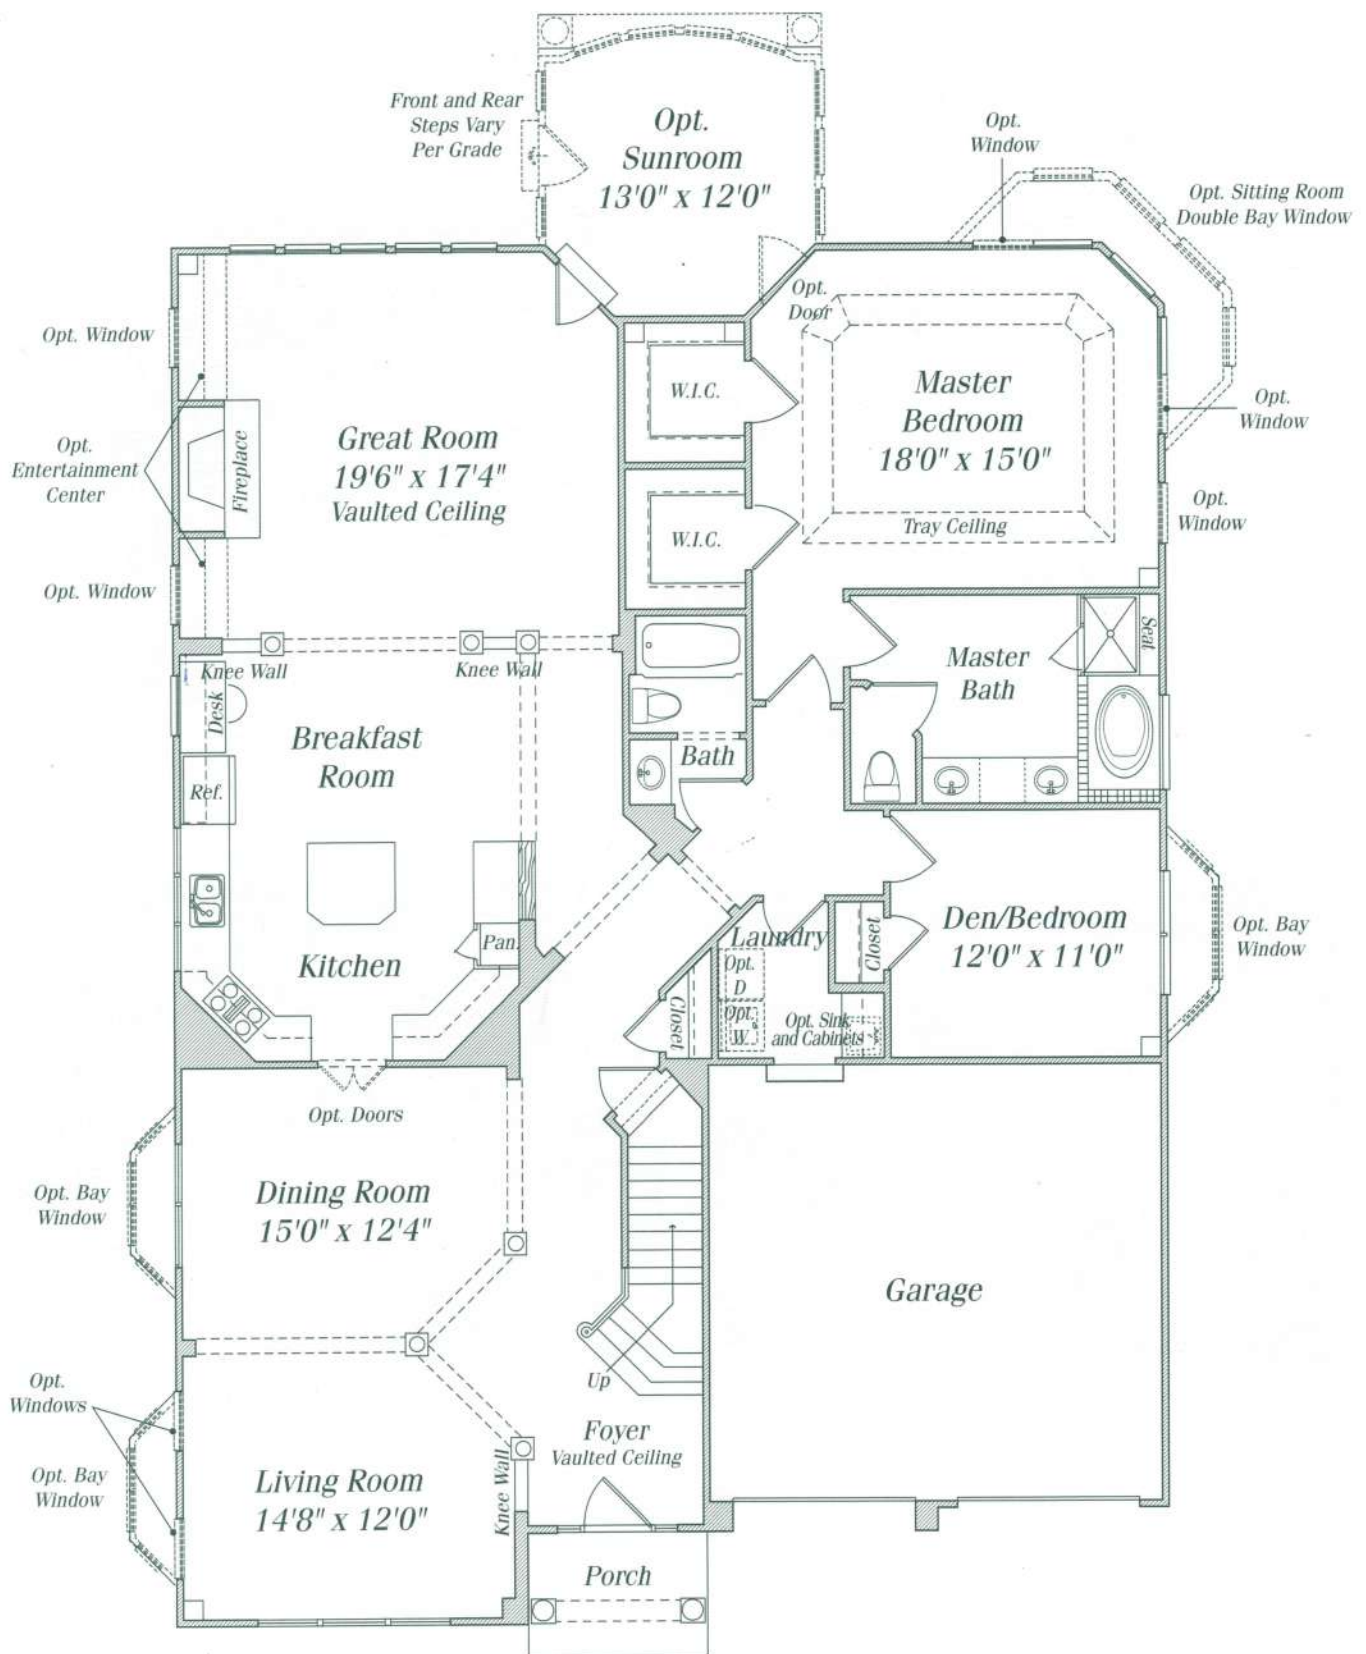 Front and Rear
Steps Vary
Per Grade
Opt.
Sunroom
13'0" x 12'0"
Opt.
Window
Opt. Sitting Room
Double Bay Window
Opt. Window
Opt.
Door
Opt.
Entertainment
Center
Fireplace
Great Room
19'6" x 17'4"
Vaulted Ceiling
W.I.C.
Master
Bedroom
18'0" x 15'0"
Tray Ceiling
Opt.
Window
Opt.
Window
W.I.C.
Opt. Window
Knee Wall
Knee Wall
Desk
Ref.
Breakfast
Room
Bath
Master
Bath
Seat
Kitchen
Pan.
Laundry
Opt.
D
Opt.
W.
Opt. Sink
and Cabinets
Closet
Closet
Den/Bedroom
12'0" x 11'0"
Opt. Bay
Window
Opt. Doors
Opt. Bay
Window
Dining Room
15'0" x 12'4"
Garage
Up
Opt.
Windows
Opt. Bay
Window
Living Room
14'8" x 12'0"
Knee Wall
Foyer
Vaulted Ceiling
Porch